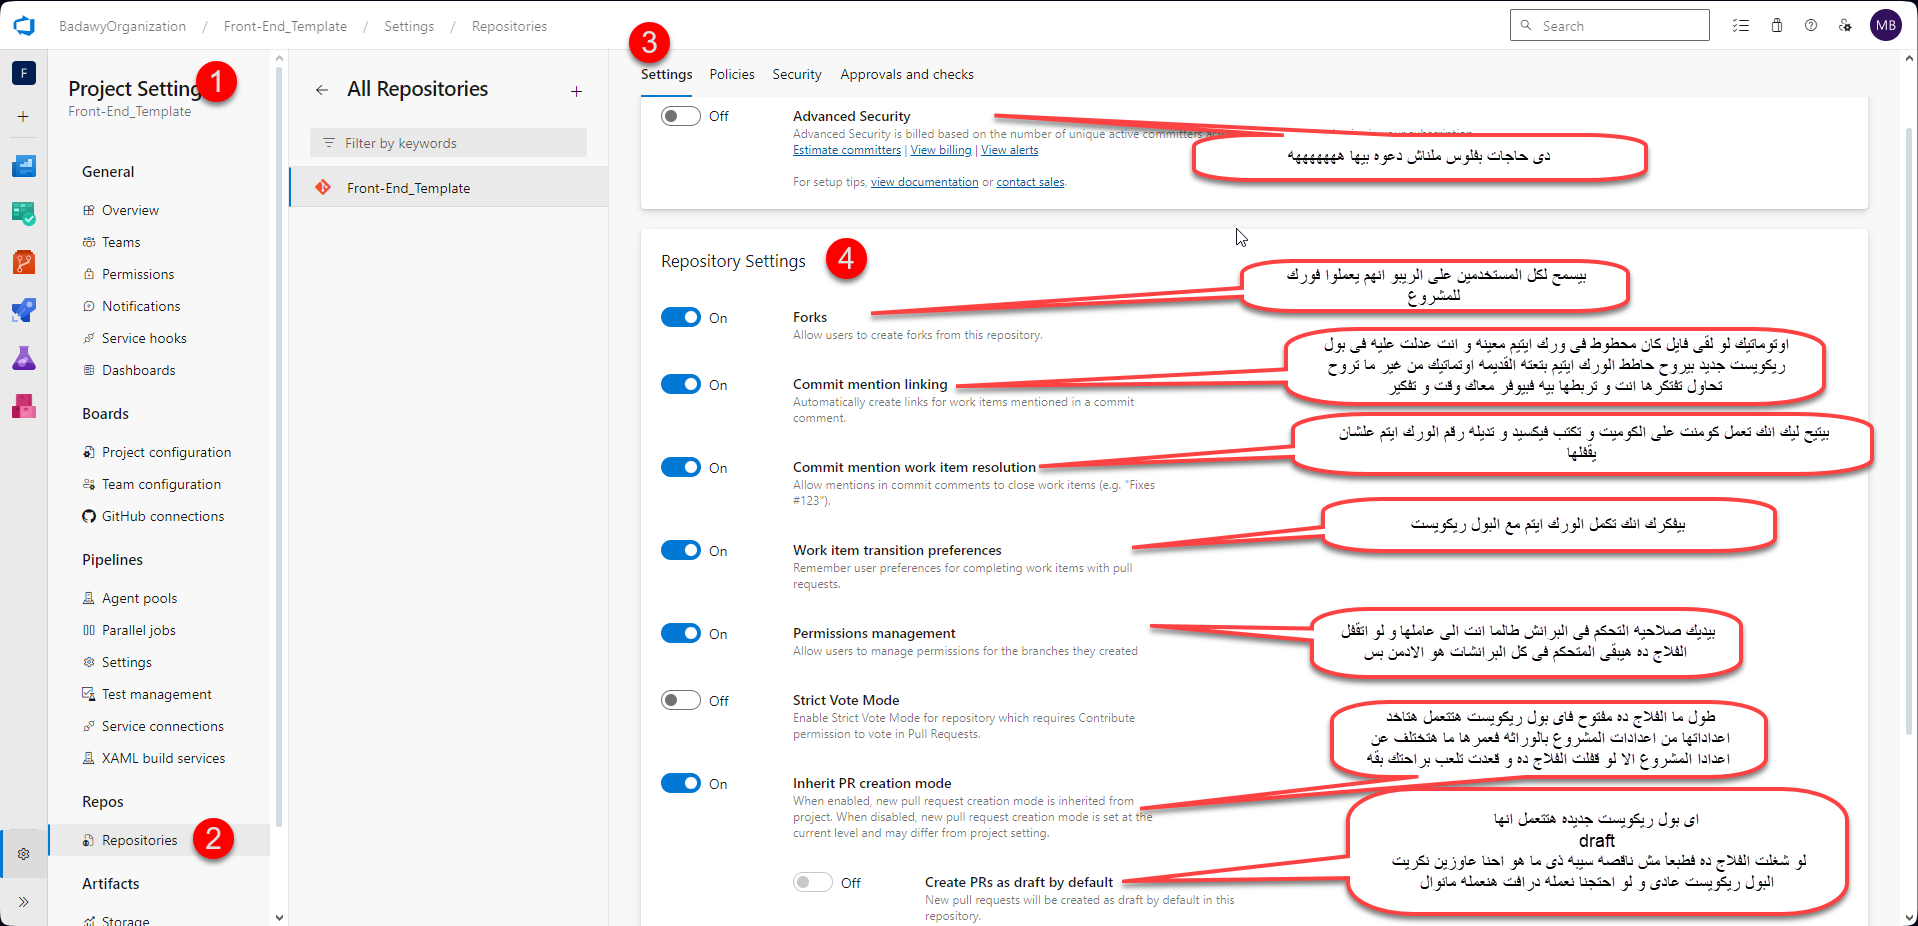 BadawyOrganization / Front-End_Template / Settings / Repositories
Search
MB
F
1
Project Setting
Front-End_Template
General
Overview
Teams
Permissions
Notifications
Service hooks
Dashboards
Boards
Project configuration
Team configuration
GitHub connections
Pipelines
Agent pools
Parallel jobs
Settings
Test management
Service connections
XAML build services
Repos
Repositories
2
Artifacts
Storage
All Repositories
Filter by keywords
Front-End_Template
3
Settings
Policies
Security
Approvals and checks
Off
Advanced Security
Advanced Security is billed based on the number of unique active committers
Estimate committers | View billing | View alerts
For setup tips, view documentation or contact sales.
دى حاجات بفلوس ملناش دعوه بيها ههههههه
Repository Settings
4
On
Forks
Allow users to create forks from this repository.
بيسمح لكل المستخدمين على الريبو انهم يعملوا فورك
للمشروع
On
Commit mention linking
Automatically create links for work items mentioned in a commit
comment.
اوتوماتيك لو لقى فايل كان محطوط فى ورك ايتيم معينه و انت عدلت عليه فى بول
ريكويست جديد بيروح حاطط الورك ايتيم بتعته القديمه اوتماتيك من غير ما تروح
تحاول تفتكرها انت و تربطها بيه فبيوفر معاك وقت و تفكير
On
Commit mention work item resolution
Allow mentions in commit comments to close work items (e.g. "Fixes
#123").
بيتيح ليك انك تعمل كومنت على الكوميت و تكتب فيكسيد و تديله رقم الورك ايتم علشان
يقفلها
On
Work item transition preferences
Remember user preferences for completing work items with pull
requests.
بيفكرك انك تكمل الورك ايتم مع البول ريكويست
On
Permissions management
Allow users to manage permissions for the branches they created
بيديك صلاحيه التحكم فى البرانش طالما انت الى عاملها و لو اتقفل
الفلاج ده هيبقى المتحكم فى كل البرانشات هو الادمن بس
Off
Strict Vote Mode
Enable Strict Vote Mode for repository which requires Contribute
permission to vote in Pull Requests.
On
Inherit PR creation mode
When enabled, new pull request creation mode is inherited from
project. When disabled, new pull request creation mode is set at the
current level and may differ from project setting.
طول ما الفلاج ده مفتوح فاى بول ريكويست هتتعمل هتاخد
اعداداتها من اعدادات المشروع بالوراثه فعمرها ما هتختلف عن
اعدادا المشروع الا لو قفلت الفلاج ده و قعدت تلعب براحتك بقه
Off
Create PRs as draft by default
New pull requests will be created as draft by default in this
repository.
اى بول ريكويست جديده هتتعمل انها
draft
لو شغلت الفلاج ده فطبعا مش ناقصه سيبه ذى ما هو احنا عاوزين نكريت
البول ريكويست عادى و لو احتجنا نعمله درافت هنعمله مانوال